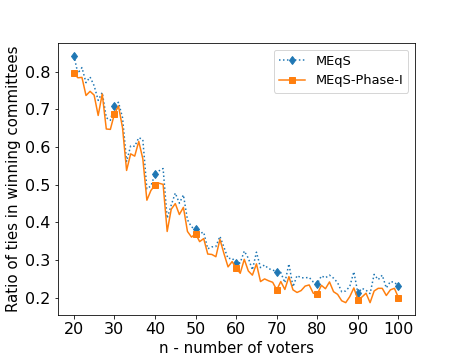 MEqS
MEqS-Phase-I
Ratio of ties in winning committees
0.8
0.7
0.6
0.5
0.4
0.3
0.2
20 30 40 50 60 70 80 90 100
n - number of voters